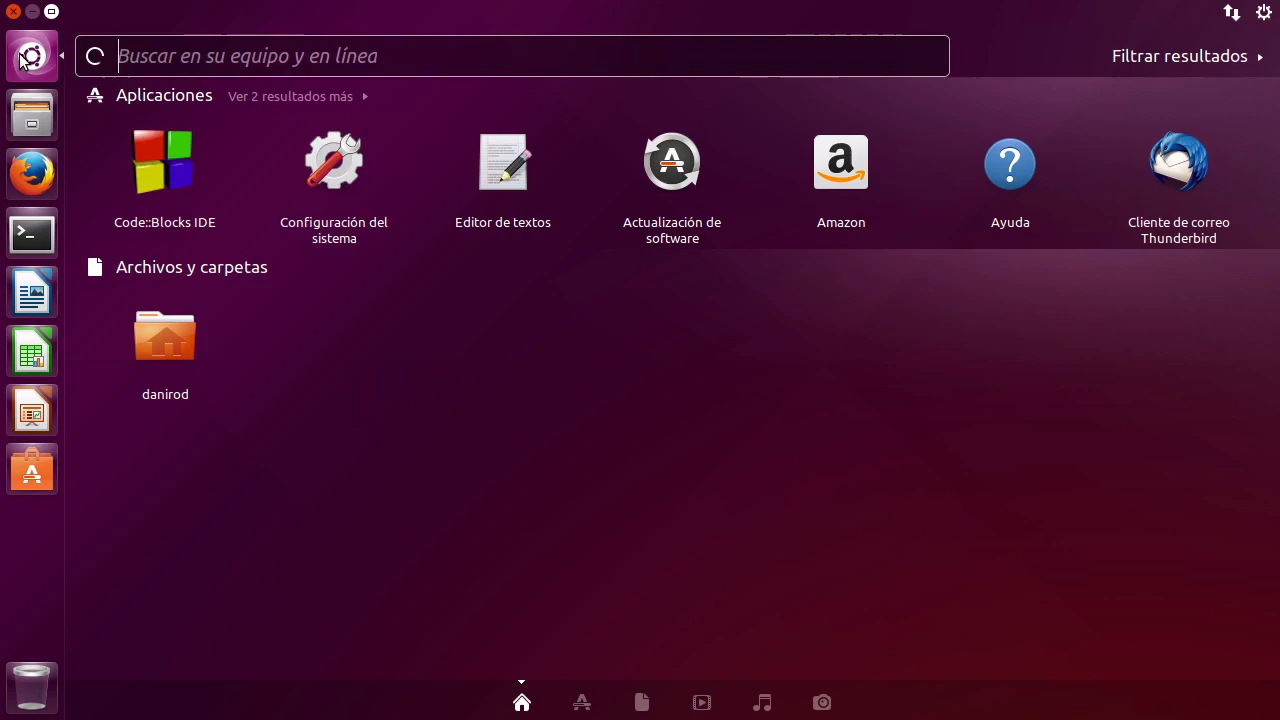 Buscar en su equipo y en línea
Filtrar resultados
Aplicaciones Ver 2 resultados más
Code::Blocks IDE
Configuración del
sistema
Editor de textos
Actualización de
software
Amazon
Ayuda
Cliente de correo
Thunderbird
Archivos y carpetas
danirod